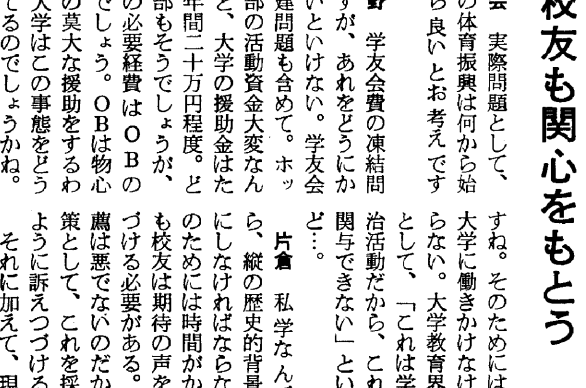 校友も関心をもとう
会　実際問題として、
の体育振興は何から始
ら良いとお考えです
野　学友会費の凍結問
すが、あれをどうにか
いといけない。学友会
建問題も含めて。ホッ
部の活動資金大変なん
と、大学の援助金はた
年間二十万円程度。ど
部もそうでしょうが、
の必要経費はOBの
でしょう。OBは物心
の莫大な援助をするわ
大学はこの事態をどう
てるのでしょうかね。
すね。そのためには
大学に働きかけなけ
らない。大学教育界
として、「これは学
治活動だから、これ
関与できない」とい
ど…。
片倉　私学なん
ら、縦の歴史的背景
にしなければならな
のためには時間がか
も校友は期待の声を
づける必要がある。
薦は悪でないのだか
策として、これを採
ように訴えつづける
それに加えて、現